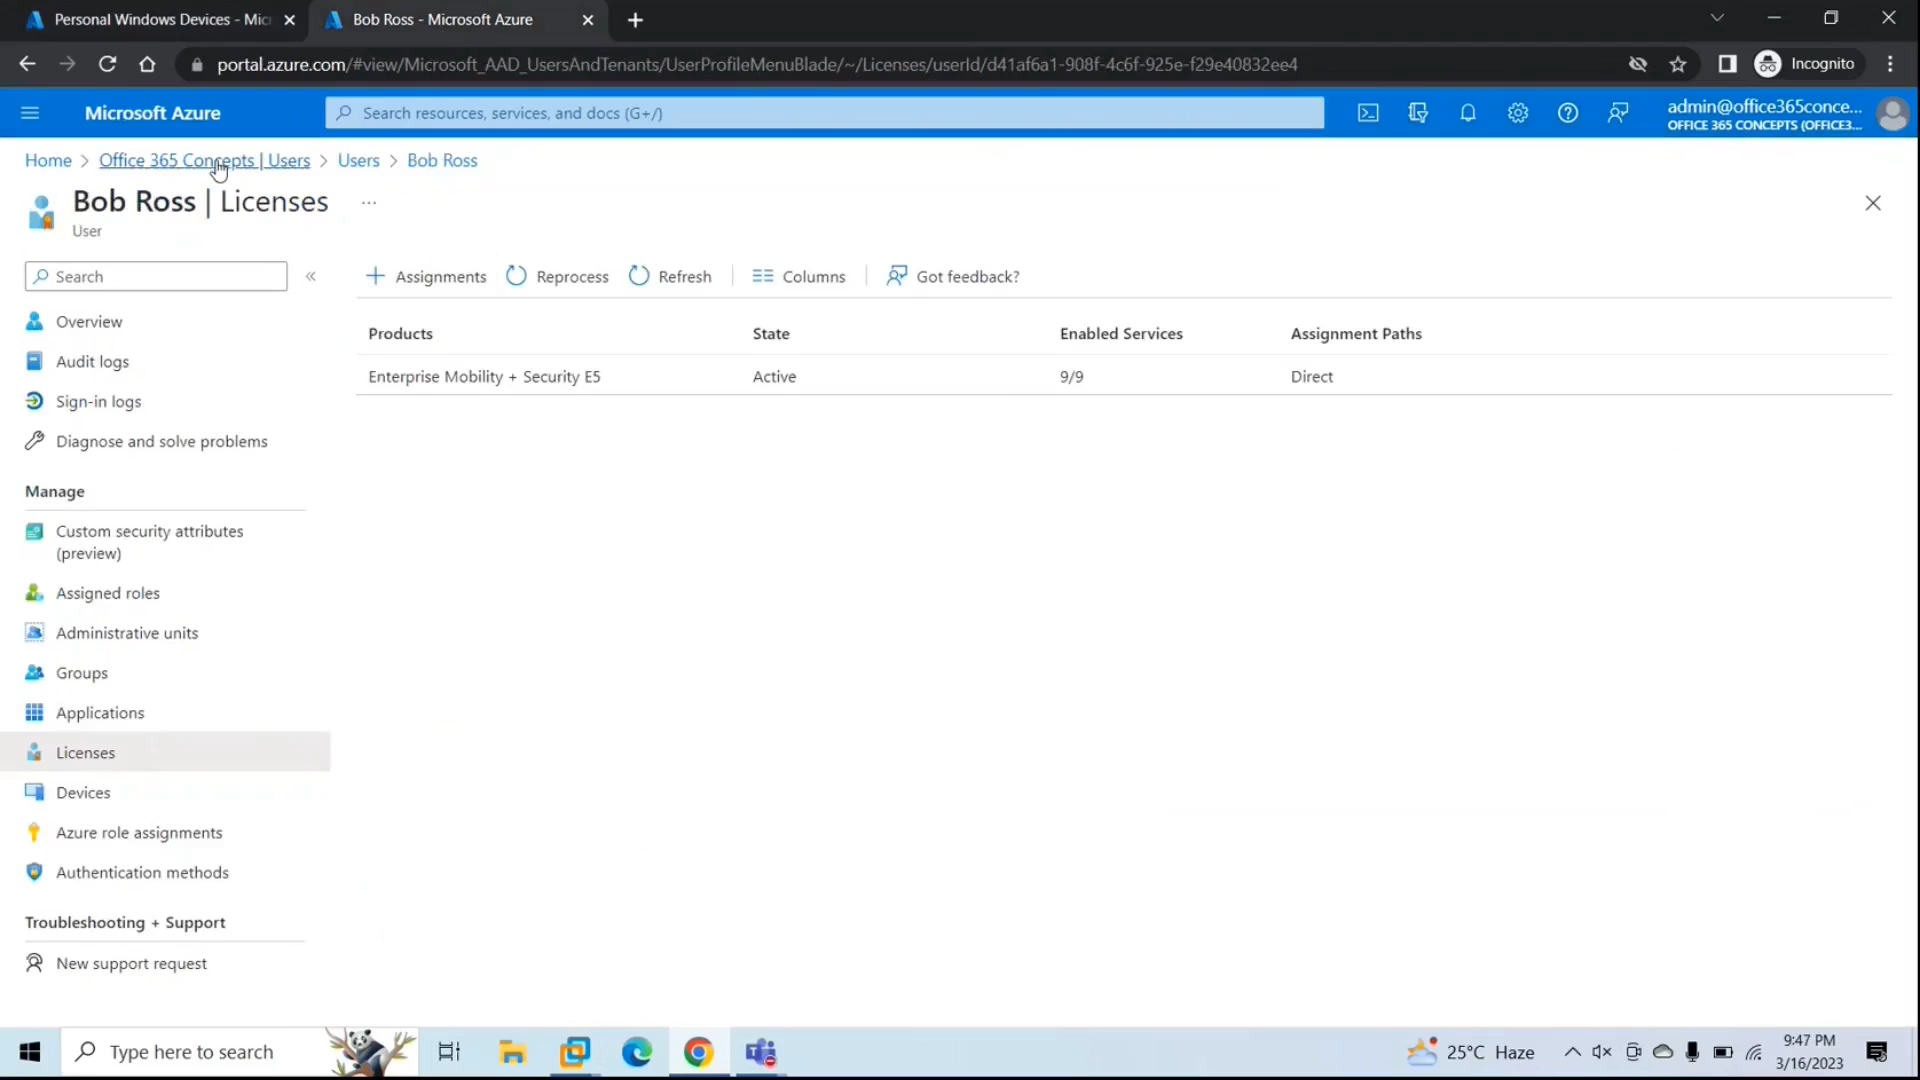 Personal Windows Devices - Mic
Bob Ross - Microsoft Azure
portal.azure.com/#view/Microsoft_AAD_UsersAndTenants/UserProfileMenuBlade/~/Licenses/userId/d41af6a1-908f-4c6f-925e-f29e40832ee4
Incognito
Microsoft Azure
Search resources, services, and docs (G+/)
admin@office365conce...
OFFICE 365 CONCEPTS (OFFICE3...
Home > Office 365 Concepts | Users > Users > Bob Ross
Bob Ross | Licenses ...
User
Search
«
Assignments
Reprocess
Refresh
Columns
Got feedback?
Products State Enabled Services Assignment Paths
Enterprise Mobility + Security E5 Active 9/9 Direct
Overview
Audit logs
Sign-in logs
Diagnose and solve problems
Manage
Custom security attributes
(preview)
Assigned roles
Administrative units
Groups
Applications
Licenses
Devices
Azure role assignments
Authentication methods
Troubleshooting + Support
New support request
Type here to search
25°C Haze
9:47 PM
3/16/2023